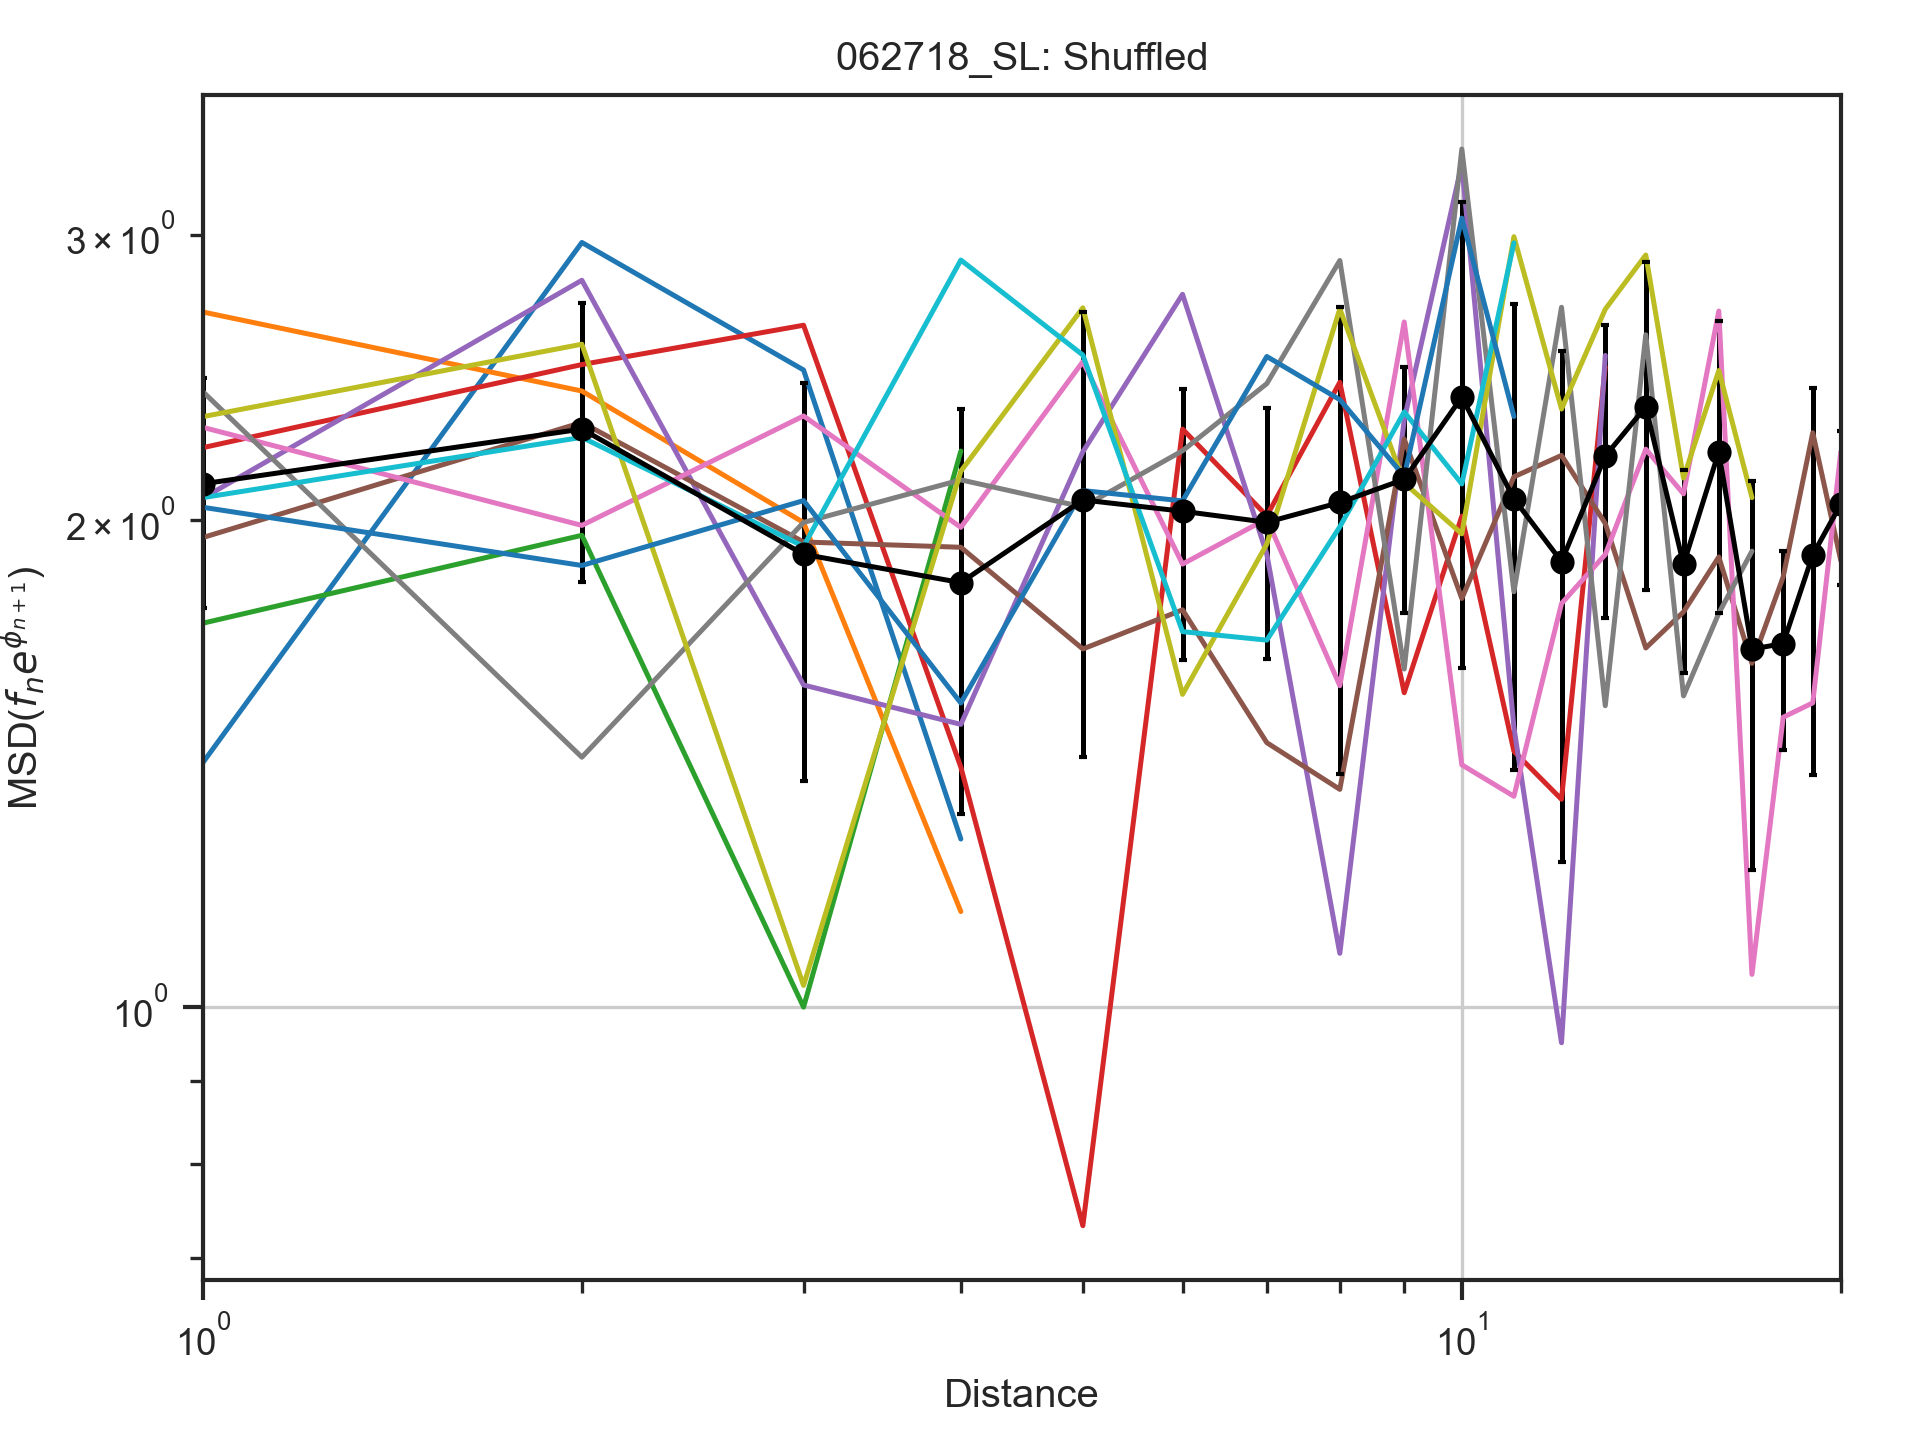 062718_SL: Shuffled
3 × 10⁰
2 × 10⁰
10⁰
MSD(fₙe^ϕₙ₊₁)
10⁰
10¹
Distance